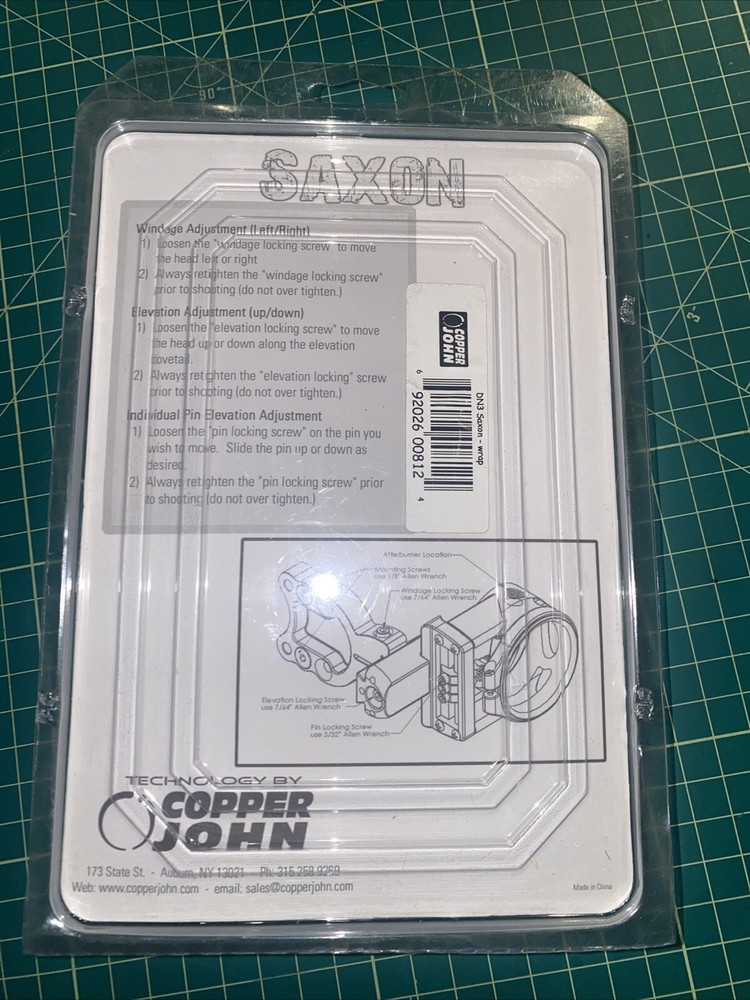 90°
SAXON
Windage Adjustment (Left/Right)
1) Loosen the "windage locking screw" to move
the head left or right
2) Always retighten the "windage locking screw"
prior to shooting (do not over tighten.)
Elevation Adjustment (up/down)
1) Loosen the "elevation locking screw" to move
the head up or down along the elevation
dovetail.
2) Always retighten the "elevation locking" screw
prior to shooting (do not over tighten.)
Individual Pin Elevation Adjustment
1) Loosen the "pin locking screw" on the pin you
wish to move. Slide the pin up or down as
desired.
2) Always retighten the "pin locking screw" prior
to shooting (do not over tighten.)
COPPER
JOHN
DN3 Saxon - wrap
6 92026 00812 4
Afterburner Location
Mounting Screws
use 1/8" Allen Wrench
Windage Locking Screw
use 7/64" Allen Wrench
Elevation Locking Screw
use 7/64" Allen Wrench
Pin Locking Screw
use 3/32" Allen Wrench
TECHNOLOGY BY
COPPER
JOHN
173 State St. - Auburn, NY 13021 - Ph: 315 258 9269
Web: www.copperjohn.com - email: sales@copperjohn.com
Made in China
3